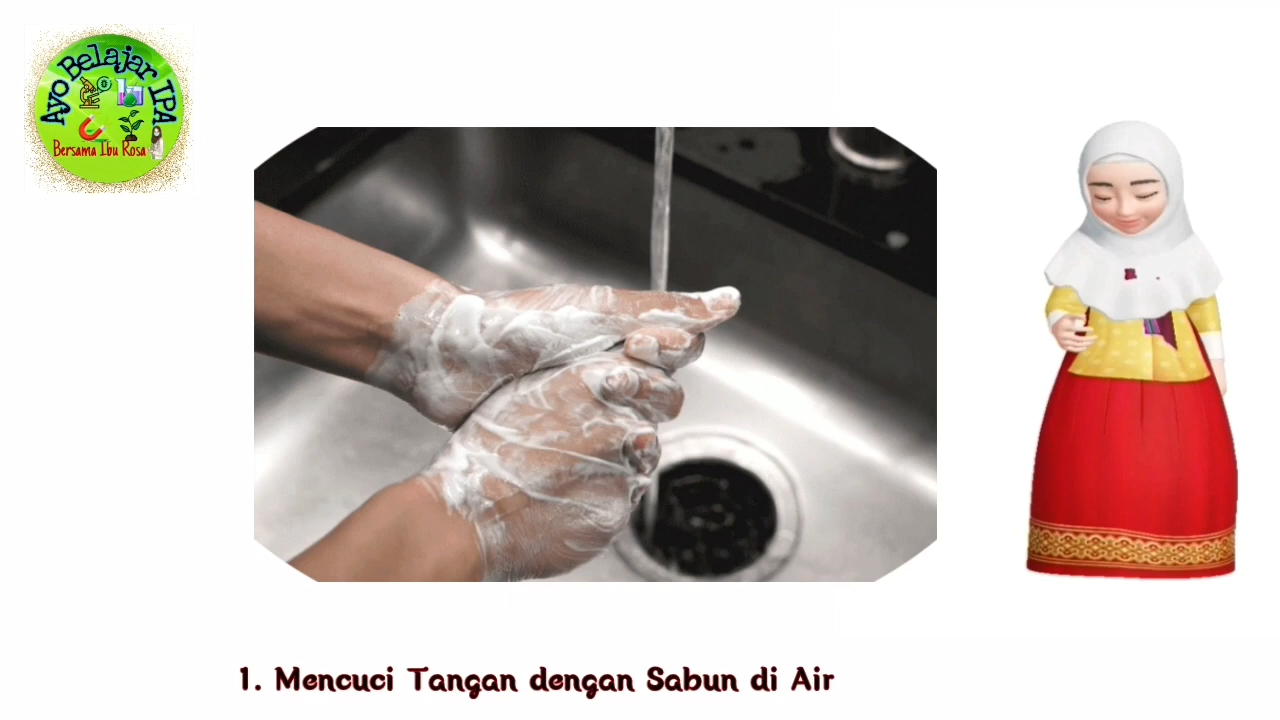 Ayo Belajar IPA
Bersama Ibu Rosa
1. Mencuci Tangan dengan Sabun di Air